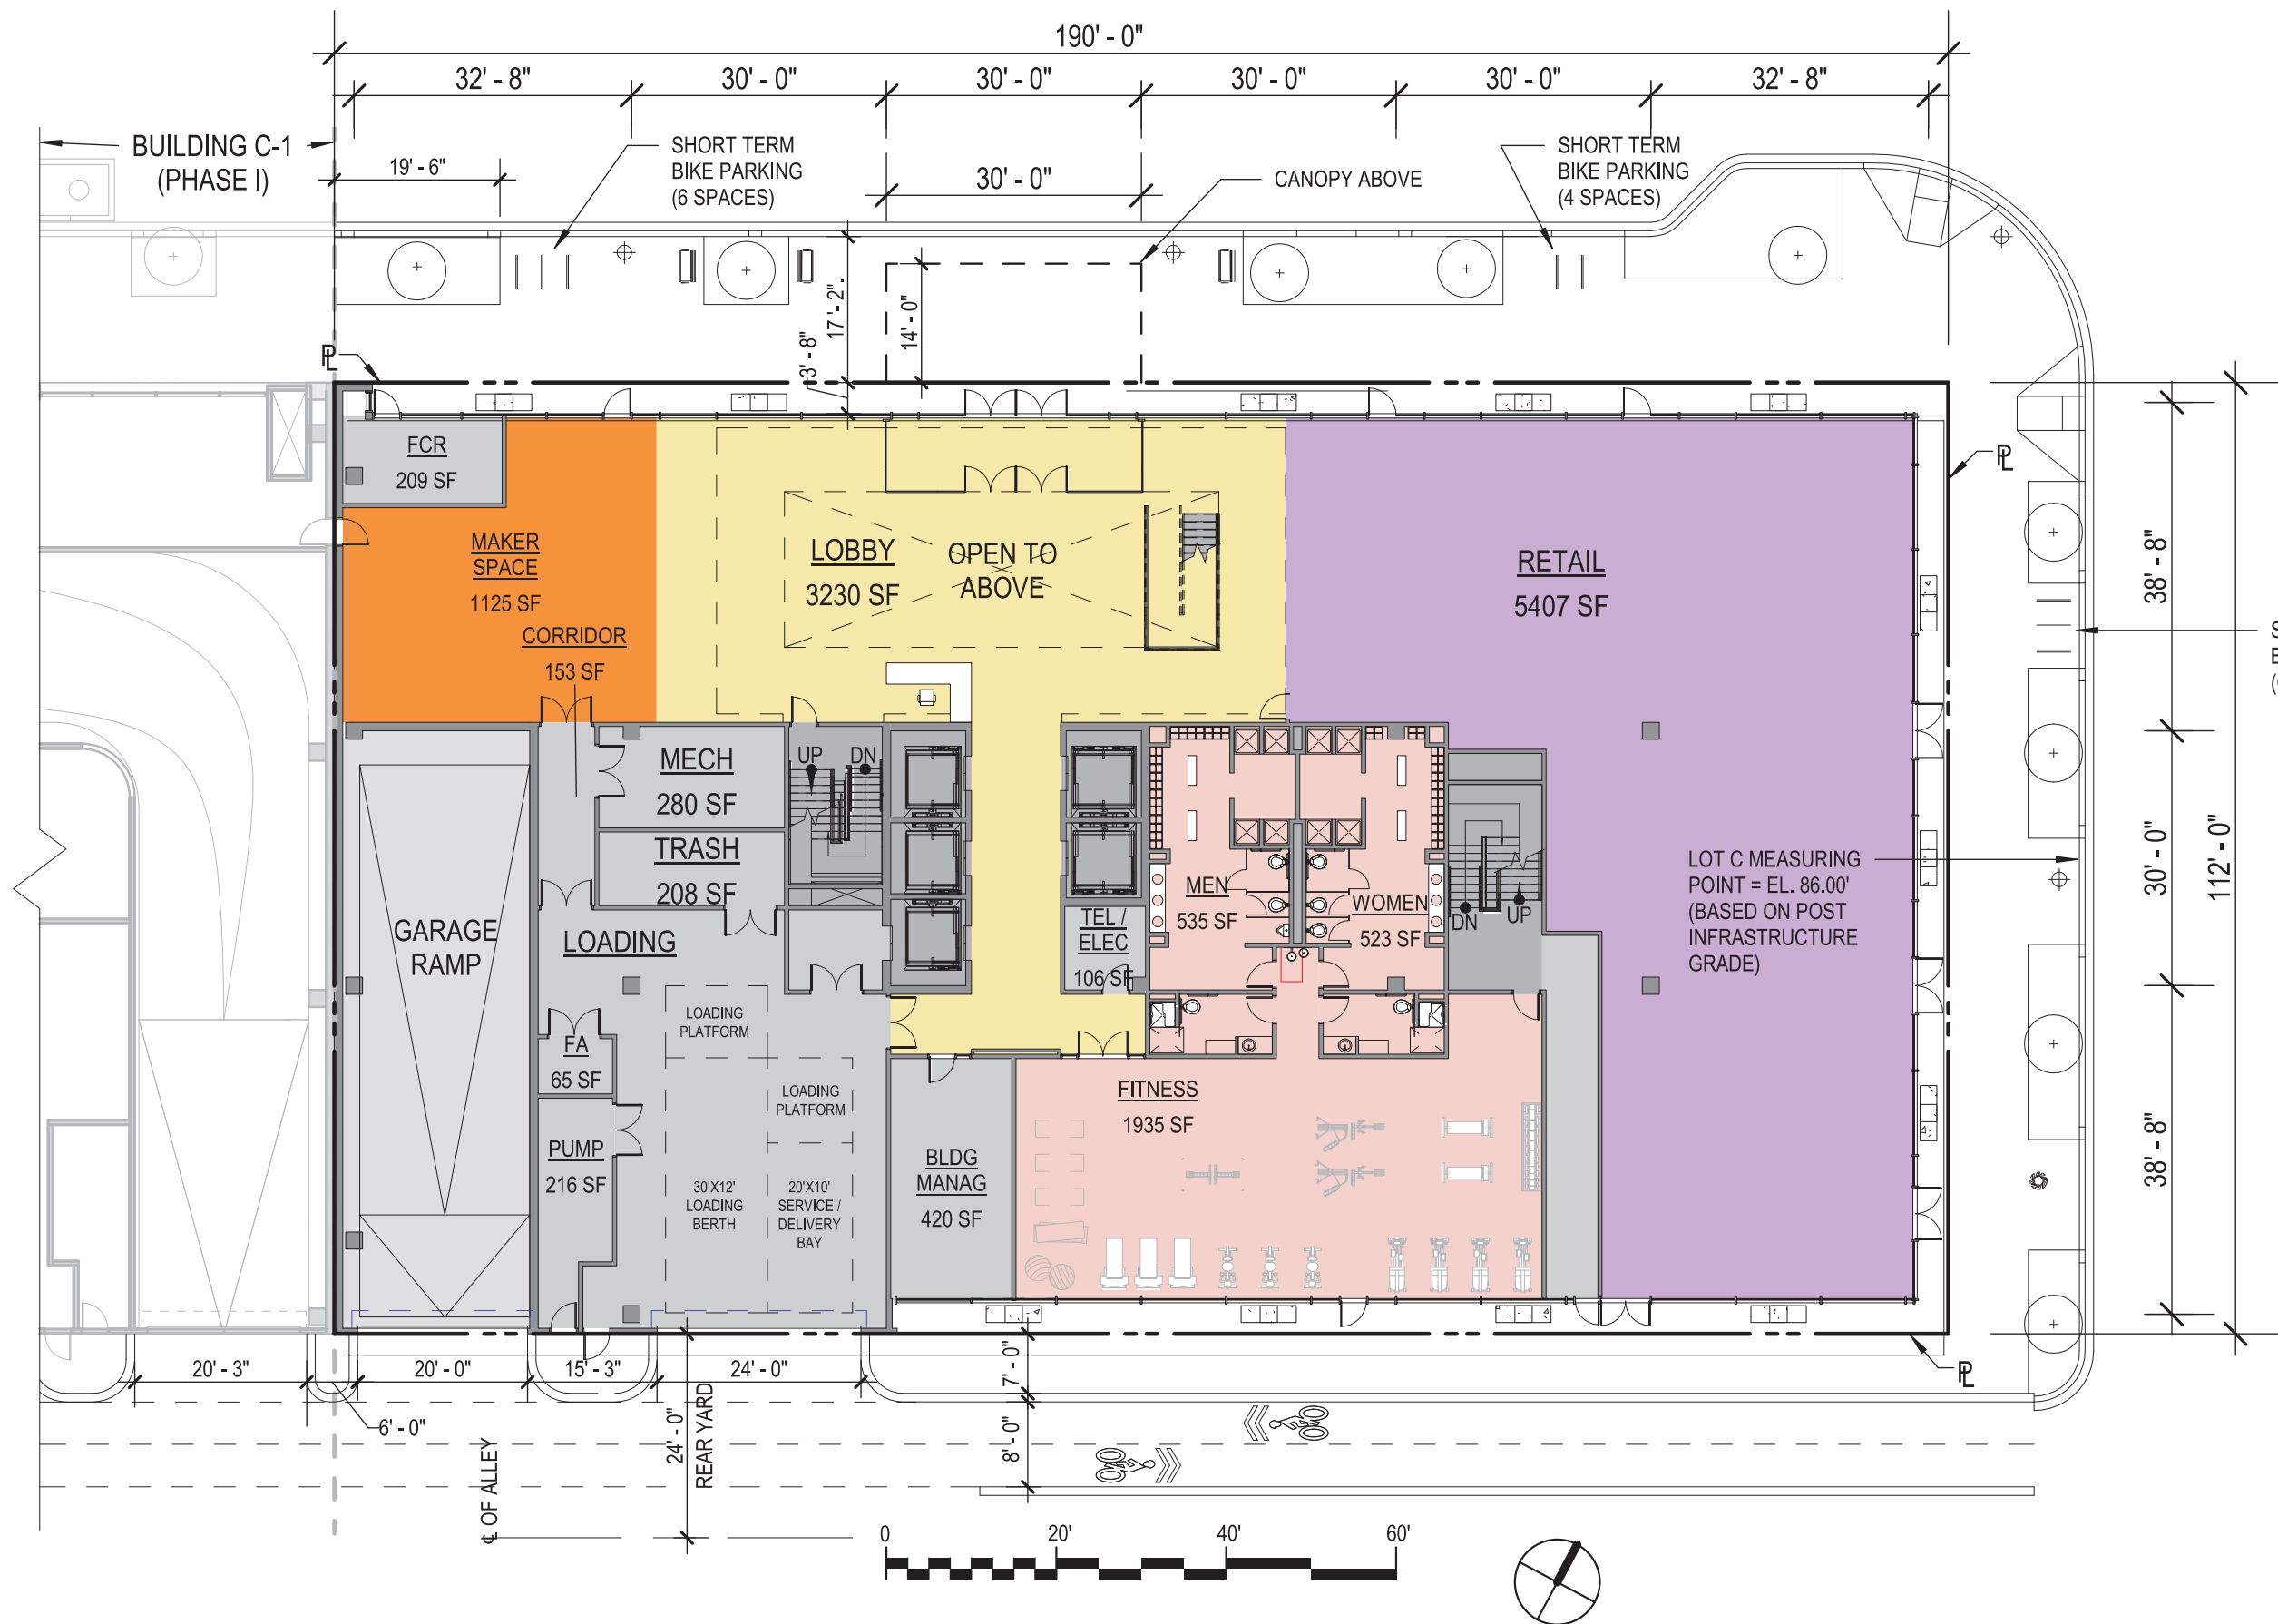 190' - 0"
32' - 8"
30' - 0"
30' - 0"
30' - 0"
30' - 0"
32' - 8"
BUILDING C-1
(PHASE I)
19' - 6"
SHORT TERM
BIKE PARKING
(6 SPACES)
30' - 0"
CANOPY ABOVE
SHORT TERM
BIKE PARKING
(4 SPACES)
17' - 2"
14' - 0"
3' - 8"
PL
PL
FCR
209 SF
MAKER
SPACE
1125 SF
CORRIDOR
153 SF
LOBBY
3230 SF
OPEN TO
ABOVE
RETAIL
5407 SF
38' - 8"
30' - 0"
38' - 8"
112' - 0"
MECH
280 SF
UP
DN
TRASH
208 SF
GARAGE
RAMP
LOADING
TEL /
ELEC
106 SF
MEN
535 SF
WOMEN
523 SF
DN
UP
LOT C MEASURING
POINT = EL. 86.00'
(BASED ON POST
INFRASTRUCTURE
GRADE)
LOADING
PLATFORM
FA
65 SF
LOADING
PLATFORM
PUMP
216 SF
30'X12'
LOADING
BERTH
20'X10'
SERVICE /
DELIVERY
BAY
BLDG
MANAG
420 SF
FITNESS
1935 SF
20' - 3"
20' - 0"
15' - 3"
24' - 0"
6' - 0"
7' - 0"
8' - 0"
PL
24' - 0"
REAR YARD
℄ OF ALLEY
0
20'
40'
60'